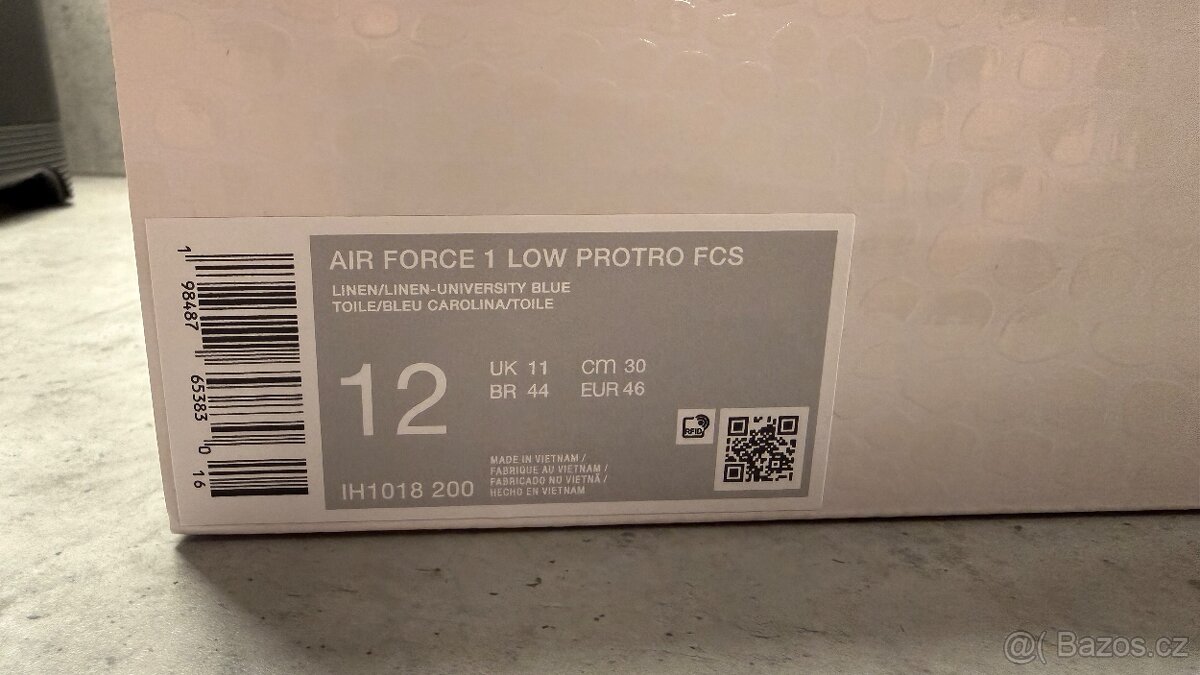 AIR FORCE 1 LOW PROTRO FCS
LINEN/LINEN-UNIVERSITY BLUE
TOILE/BLEU CAROLINA/TOILE
12
UK 11 cm 30
BR 44 EUR 46
RFID
MADE IN VIETNAM /
FABRIQUE AU VIETNAM /
FABRICADO NO VIETNÃ /
HECHO EN VIETNAM
IH1018 200
1 98487 65383 0 16
@( Bazos.cz